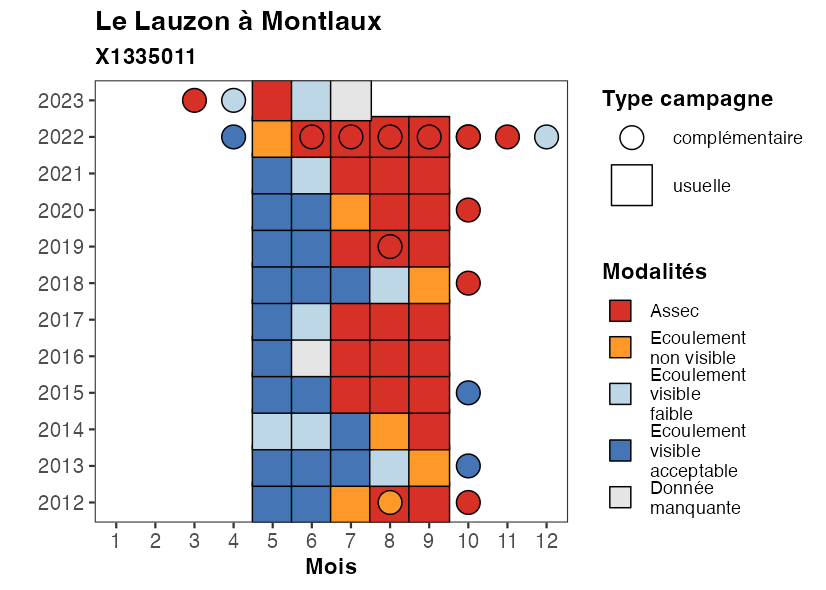 Le Lauzon à Montlaux
X1335011
2023
2022
2021
2020
2019
2018
2017
2016
2015
2014
2013
2012
1 2 3 4 5 6 7 8 9 10 11 12
Mois
Type campagne
complémentaire
usuelle
Modalités
Assec
Ecoulement
non visible
Ecoulement
visible
faible
Ecoulement
visible
acceptable
Donnée
manquante